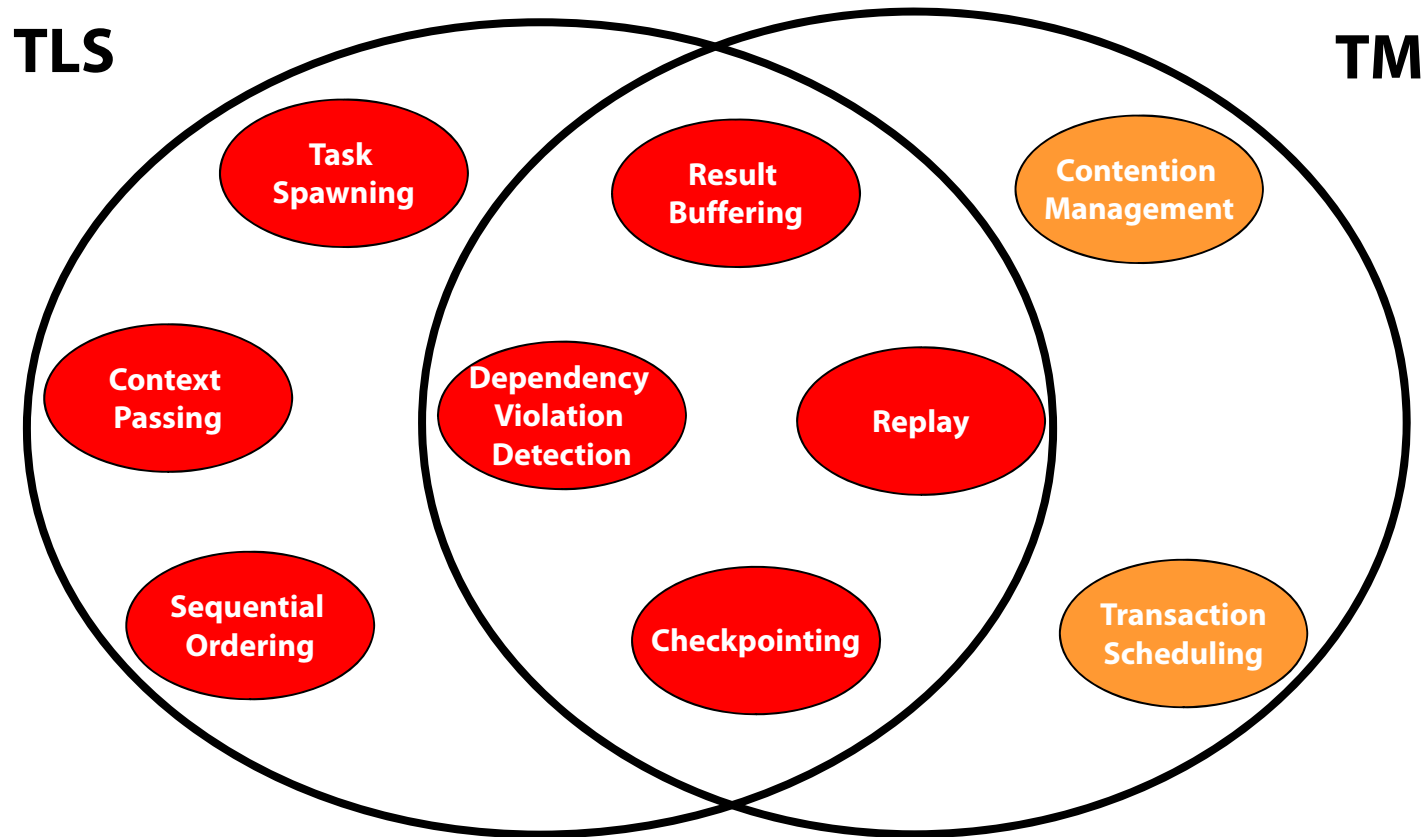 TLS
TM
Task
Spawning
Result
Buffering
Contention
Management
Context
Passing
Dependency
Violation
Detection
Replay
Sequential
Ordering
Checkpointing
Transaction
Scheduling